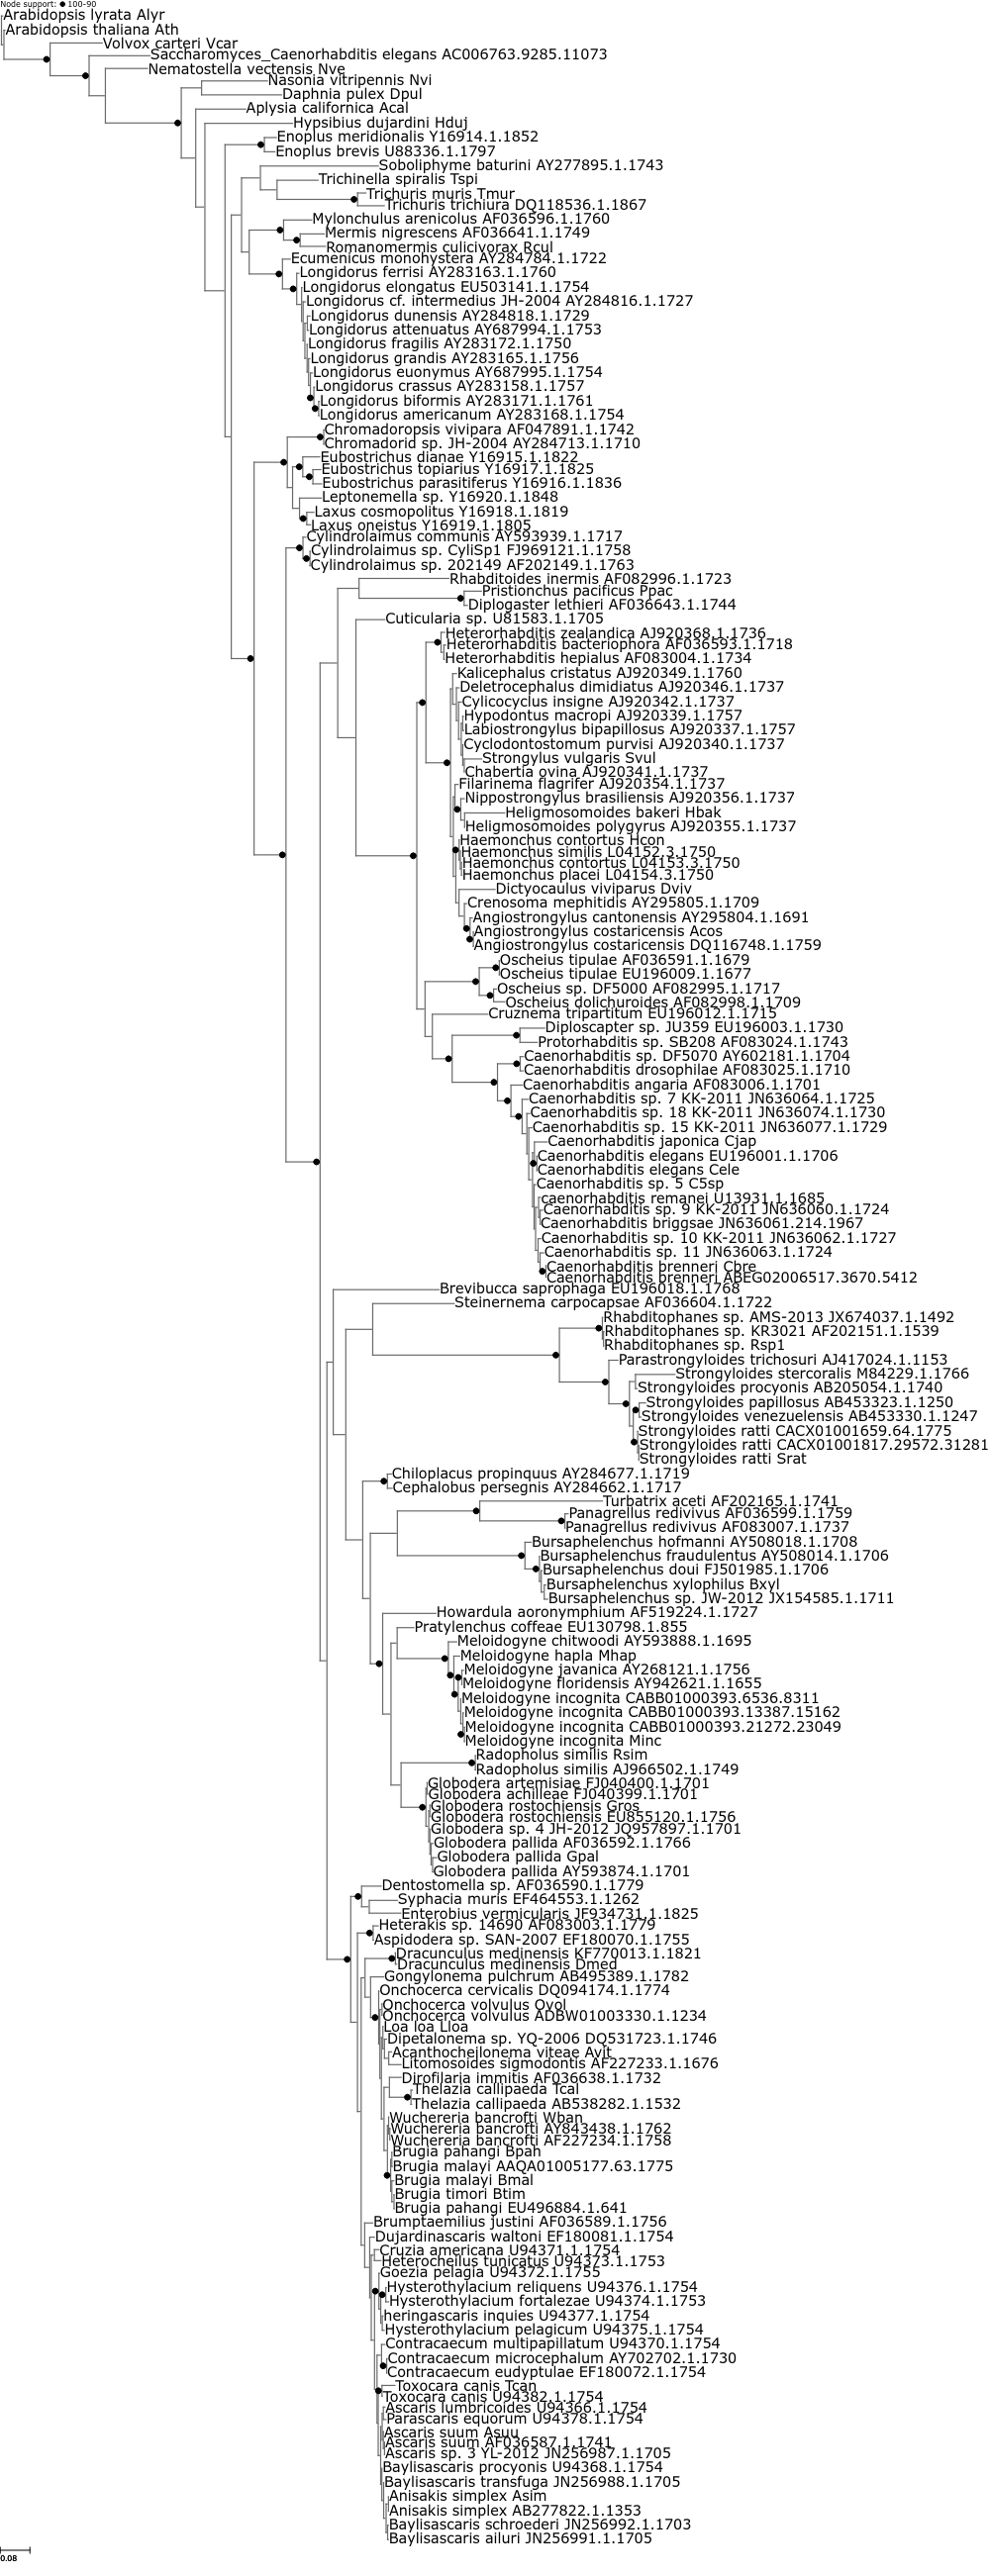 Node support: ● 100-90
Arabidopsis lyrata Alyr
Arabidopsis thaliana Ath
Volvox carteri Vcar
Saccharomyces_Caenorhabditis elegans AC006763.9285.11073
Nematostella vectensis Nve
Nasonia vitripennis Nvi
Daphnia pulex Dpul
Aplysia californica Acal
Hypsibius dujardini Hduj
Enoplus meridionalis Y16914.1.1852
Enoplus brevis U88336.1.1797
Soboliphyme baturini AY277895.1.1743
Trichinella spiralis Tspi
Trichuris muris Tmur
Trichuris trichiura DQ118536.1.1867
Mylonchulus arenicolus AF036596.1.1760
Mermis nigrescens AF036641.1.1749
Romanomermis culicivorax Rcul
Ecumenicus monohystera AY284784.1.1722
Longidorus ferrisi AY283163.1.1760
Longidorus elongatus EU503141.1.1754
Longidorus cf. intermedius JH-2004 AY284816.1.1727
Longidorus dunensis AY284818.1.1729
Longidorus attenuatus AY687994.1.1753
Longidorus fragilis AY283172.1.1750
Longidorus grandis AY283165.1.1756
Longidorus euonymus AY687995.1.1754
Longidorus crassus AY283158.1.1757
Longidorus biformis AY283171.1.1761
Longidorus americanum AY283168.1.1754
Chromadoropsis vivipara AF047891.1.1742
Chromadorid sp. JH-2004 AY284713.1.1710
Eubostrichus dianae Y16915.1.1822
Eubostrichus topiarius Y16917.1.1825
Eubostrichus parasitiferus Y16916.1.1836
Leptonemella sp. Y16920.1.1848
Laxus cosmopolitus Y16918.1.1819
Laxus oneistus Y16919.1.1805
Cylindrolaimus communis AY593939.1.1717
Cylindrolaimus sp. CyliSp1 FJ969121.1.1758
Cylindrolaimus sp. 202149 AF202149.1.1763
Rhabditoides inermis AF082996.1.1723
Pristionchus pacificus Ppac
Diplogaster lethieri AF036643.1.1744
Cuticularia sp. U81583.1.1705
Heterorhabditis zealandica AJ920368.1.1736
Heterorhabditis bacteriophora AF036593.1.1718
Heterorhabditis hepialus AF083004.1.1734
Kalicephalus cristatus AJ920349.1.1760
Deletrocephalus dimidiatus AJ920346.1.1737
Cylicocyclus insigne AJ920342.1.1737
Hypodontus macropi AJ920339.1.1757
Labiostrongylus bipapillosus AJ920337.1.1757
Cyclodontostomum purvisi AJ920340.1.1737
Strongylus vulgaris Svul
Chabertia ovina AJ920341.1.1737
Filarinema flagrifer AJ920354.1.1737
Nippostrongylus brasiliensis AJ920356.1.1737
Heligmosomoides bakeri Hbak
Heligmosomoides polygyrus AJ920355.1.1737
Haemonchus contortus Hcon
Haemonchus similis L04152.3.1750
Haemonchus contortus L04153.3.1750
Haemonchus placei L04154.3.1750
Dictyocaulus viviparus Dviv
Crenosoma mephitidis AY295805.1.1709
Angiostrongylus cantonensis AY295804.1.1691
Angiostrongylus costaricensis Acos
Angiostrongylus costaricensis DQ116748.1.1759
Oscheius tipulae AF036591.1.1679
Oscheius tipulae EU196009.1.1677
Oscheius sp. DF5000 AF082995.1.1717
Oscheius dolichuroides AF082998.1.1709
Cruznema tripartitum EU196012.1.1715
Diploscapter sp. JU359 EU196003.1.1730
Protorhabditis sp. SB208 AF083024.1.1743
Caenorhabditis sp. DF5070 AY602181.1.1704
Caenorhabditis drosophilae AF083025.1.1710
Caenorhabditis angaria AF083006.1.1701
Caenorhabditis sp. 7 KK-2011 JN636064.1.1725
Caenorhabditis sp. 18 KK-2011 JN636074.1.1730
Caenorhabditis sp. 15 KK-2011 JN636077.1.1729
Caenorhabditis japonica Cjap
Caenorhabditis elegans EU196001.1.1706
Caenorhabditis elegans Cele
Caenorhabditis sp. 5 C5sp
caenorhabditis remanei U13931.1.1685
Caenorhabditis sp. 9 KK-2011 JN636060.1.1724
Caenorhabditis briggsae JN636061.214.1967
Caenorhabditis sp. 10 KK-2011 JN636062.1.1727
Caenorhabditis sp. 11 JN636063.1.1724
Caenorhabditis brenneri Cbre
Caenorhabditis brenneri ABEG02006517.3670.5412
Brevibucca saprophaga EU196018.1.1768
Steinernema carpocapsae AF036604.1.1722
Rhabditophanes sp. AMS-2013 JX674037.1.1492
Rhabditophanes sp. KR3021 AF202151.1.1539
Rhabditophanes sp. Rsp1
Parastrongyloides trichosuri AJ417024.1.1153
Strongyloides stercoralis M84229.1.1766
Strongyloides procyonis AB205054.1.1740
Strongyloides papillosus AB453323.1.1250
Strongyloides venezuelensis AB453330.1.1247
Strongyloides ratti CACX01001659.64.1775
Strongyloides ratti CACX01001817.29572.31281
Strongyloides ratti Srat
Chiloplacus propinquus AY284677.1.1719
Cephalobus persegnis AY284662.1.1717
Turbatrix aceti AF202165.1.1741
Panagrellus redivivus AF036599.1.1759
Panagrellus redivivus AF083007.1.1737
Bursaphelenchus hofmanni AY508018.1.1708
Bursaphelenchus fraudulentus AY508014.1.1706
Bursaphelenchus doui FJ501985.1.1706
Bursaphelenchus xylophilus Bxyl
Bursaphelenchus sp. JW-2012 JX154585.1.1711
Howardula aoronymphium AF519224.1.1727
Pratylenchus coffeae EU130798.1.855
Meloidogyne chitwoodi AY593888.1.1695
Meloidogyne hapla Mhap
Meloidogyne javanica AY268121.1.1756
Meloidogyne floridensis AY942621.1.1655
Meloidogyne incognita CABB01000393.6536.8311
Meloidogyne incognita CABB01000393.13387.15162
Meloidogyne incognita CABB01000393.21272.23049
Meloidogyne incognita Minc
Radopholus similis Rsim
Radopholus similis AJ966502.1.1749
Globodera artemisiae FJ040400.1.1701
Globodera achilleae FJ040399.1.1701
Globodera rostochiensis Gros
Globodera rostochiensis EU855120.1.1756
Globodera sp. 4 JH-2012 JQ957897.1.1701
Globodera pallida AF036592.1.1766
Globodera pallida Gpal
Globodera pallida AY593874.1.1701
Dentostomella sp. AF036590.1.1779
Syphacia muris EF464553.1.1262
Enterobius vermicularis JF934731.1.1825
Heterakis sp. 14690 AF083003.1.1779
Aspidodera sp. SAN-2007 EF180070.1.1755
Dracunculus medinensis KF770013.1.1821
Dracunculus medinensis Dmed
Gongylonema pulchrum AB495389.1.1782
Onchocerca cervicalis DQ094174.1.1774
Onchocerca volvulus Ovol
Onchocerca volvulus ADBW01003330.1.1234
Loa loa Lloa
Dipetalonema sp. YQ-2006 DQ531723.1.1746
Acanthocheilonema viteae Avit
Litomosoides sigmodontis AF227233.1.1676
Dirofilaria immitis AF036638.1.1732
Thelazia callipaeda Tcal
Thelazia callipaeda AB538282.1.1532
Wuchereria bancrofti Wban
Wuchereria bancrofti AY843438.1.1762
Wuchereria bancrofti AF227234.1.1758
Brugia pahangi Bpah
Brugia malayi AAQA01005177.63.1775
Brugia malayi Bmal
Brugia timori Btim
Brugia pahangi EU496884.1.641
Brumptaemilius justini AF036589.1.1756
Dujardinascaris waltoni EF180081.1.1754
Cruzia americana U94371.1.1754
Heterocheilus tunicatus U94373.1.1753
Goezia pelagia U94372.1.1755
Hysterothylacium reliquens U94376.1.1754
Hysterothylacium fortalezae U94374.1.1753
heringascaris inquies U94377.1.1754
Hysterothylacium pelagicum U94375.1.1754
Contracaecum multipapillatum U94370.1.1754
Contracaecum microcephalum AY702702.1.1730
Contracaecum eudyptulae EF180072.1.1754
Toxocara canis Tcan
Toxocara canis U94382.1.1754
Ascaris lumbricoides U94366.1.1754
Parascaris equorum U94378.1.1754
Ascaris suum Asuu
Ascaris suum AF036587.1.1741
Ascaris sp. 3 YL-2012 JN256987.1.1705
Baylisascaris procyonis U94368.1.1754
Baylisascaris transfuga JN256988.1.1705
Anisakis simplex Asim
Anisakis simplex AB277822.1.1353
Baylisascaris schroederi JN256992.1.1703
Baylisascaris ailuri JN256991.1.1705
0.08